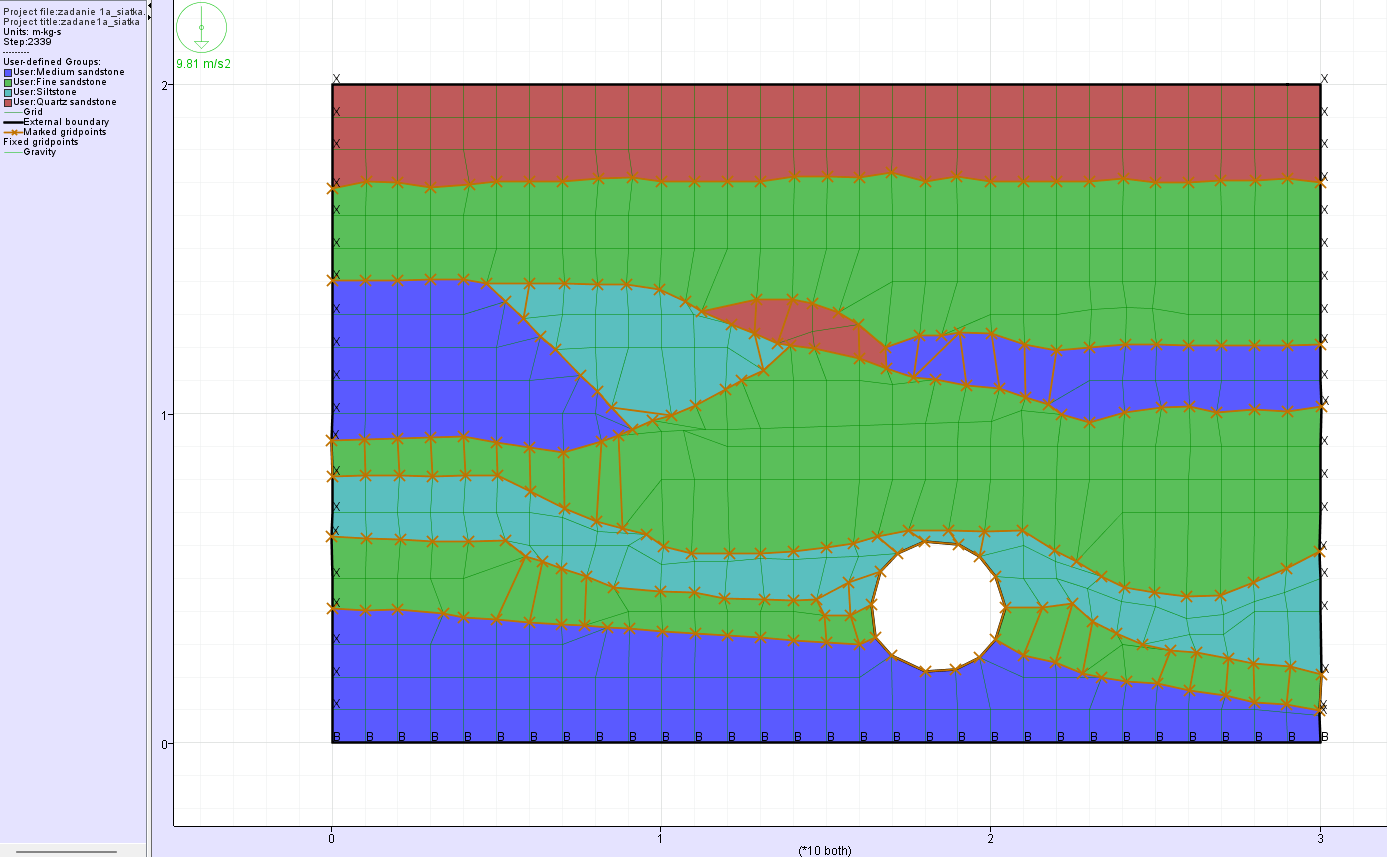 Project file:zadanie 1a_siatka.
Project title:zadane1a_siatka
Units: m-kg-s
Step:2339
---------
User-defined Groups:
User:Medium sandstone
User:Fine sandstone
User:Siltstone
User:Quartz sandstone
Grid
External boundary
Marked gridpoints
Fixed gridpoints
Gravity
9.81 m/s2
2
X X
X X
X X
X X
X X
X X
X X
X X
X X
X X
1
X X
X X
X X
X X
X X
X X
X X
X X
X X
X X
X
0
B B B B B B B B B B B B B B B B B B B B B B B B B B B B B B B
0 1 2 3
(*10 both)